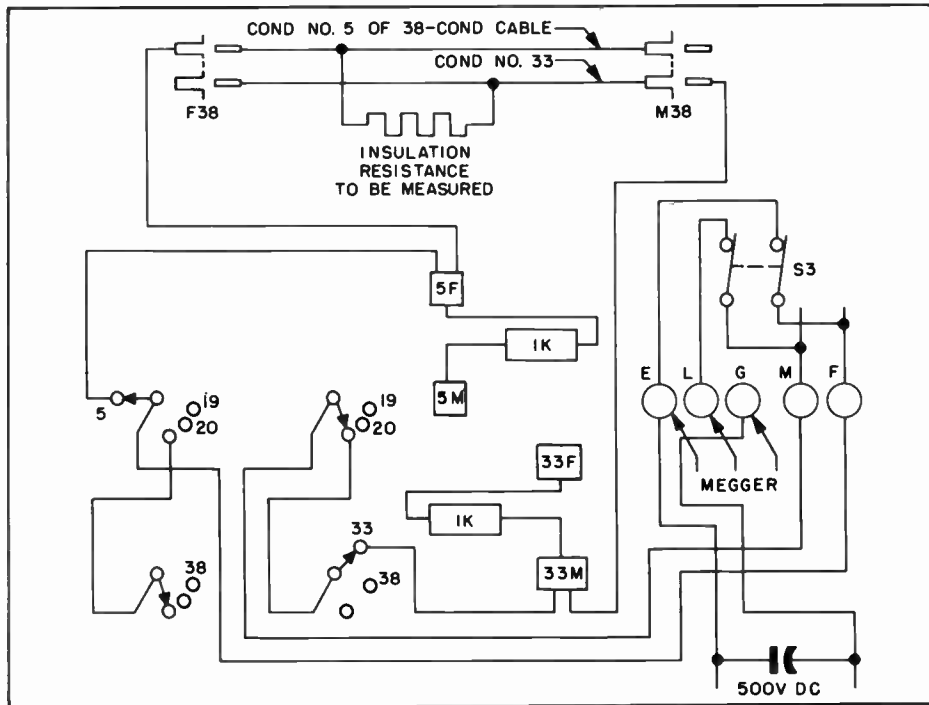 COND NO. 5 OF 38-COND CABLE
COND NO. 33
F38
M38
INSULATION
RESISTANCE
TO BE MEASURED
S3
5F
1K
5M
E
L
G
M
F
5
19
20
19
20
MEGGER
33F
1K
33
33M
38
38
500V DC